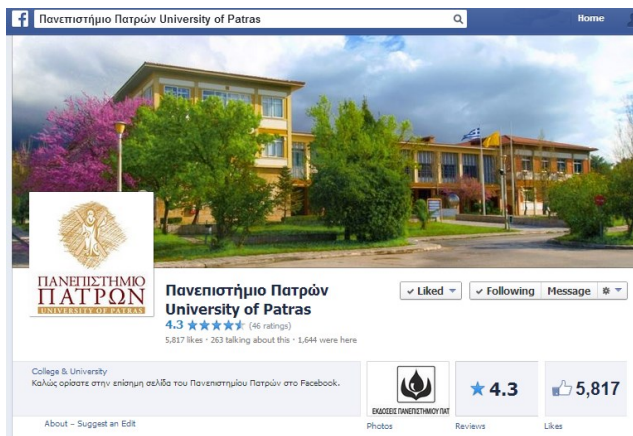 Πανεπιστήμιο Πατρών University of Patras
Home
ΠΑΝΕΠΙΣΤΗΜΙΟ
ΠΑΤΡΩΝ
UNIVERSITY OF PATRAS
Πανεπιστήμιο Πατρών
University of Patras
4.3 (46 ratings)
5,817 likes · 263 talking about this · 1,644 were here
Liked
Following
Message
College & University
Καλώς ορίσατε στην επίσημη σελίδα του Πανεπιστημίου Πατρών στο Facebook.
About – Suggest an Edit
ΕΚΔΟΣΕΙΣ ΠΑΝΕΠΙΣΤΗΜΙΟΥ ΠΑΤ
Photos
4.3
Reviews
5,817
Likes